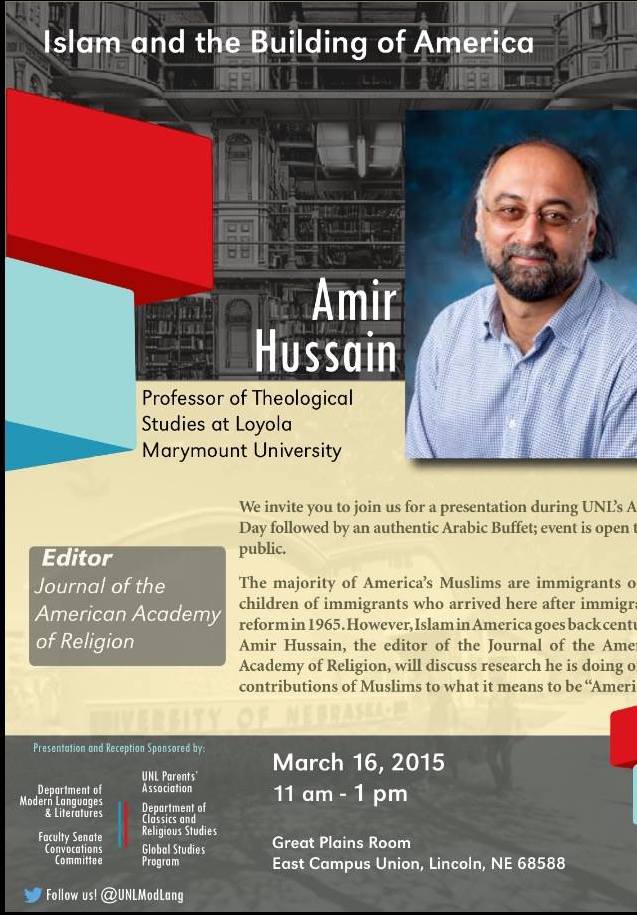 Islam and the Building of America
Amir
Hussain
Professor of Theological
Studies at Loyola
Marymount University
We invite you to join us for a presentation during UNL's A
Day followed by an authentic Arabic Buffet; event is open t
public.
Editor
Journal of the
American Academy
of Religion
The majority of America's Muslims are immigrants o
children of immigrants who arrived here after immigra
reform in 1965. However, Islam in America goes back centu
Amir Hussain, the editor of the Journal of the Amer
Academy of Religion, will discuss research he is doing o
contributions of Muslims to what it means to be "Ameri
UNIVERSITY OF NEBRASKA
Presentation and Reception Sponsored by:
Department of
Modern Languages
& Literatures
Faculty Senate
Convocations
Committee
UNL Parents'
Association
Department of
Classics and
Religious Studies
Global Studies
Program
Follow us! @UNLModLang
March 16, 2015
11 am - 1 pm
Great Plains Room
East Campus Union, Lincoln, NE 68588